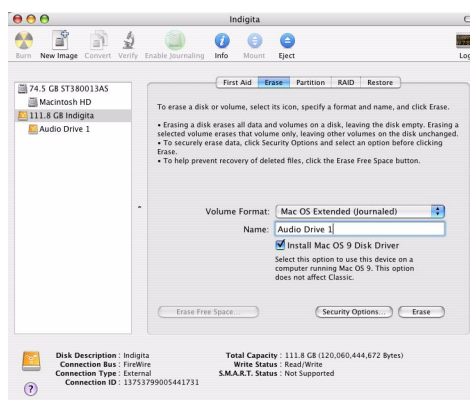 Indigita
Burn New Image Convert Verify Enable Journaling Info Mount Eject
74.5 GB ST380013AS
Macintosh HD
111.8 GB Indigita
Audio Drive 1
First Aid Erase Partition RAID Restore
To erase a disk or volume, select its icon, specify a format and name, and click Erase.
• Erasing a disk erases all data and volumes on a disk, leaving the disk empty. Erasing a
selected volume erases that volume only, leaving other volumes on the disk unchanged.
• To securely erase data, click Security Options and select an option before clicking
Erase.
• To help prevent recovery of deleted files, click the Erase Free Space button.
Volume Format: Mac OS Extended (Journaled)
Name: Audio Drive 1
Install Mac OS 9 Disk Driver
Select this option to use this device on a
computer running Mac OS 9. This option
does not affect Classic.
Erase Free Space... Security Options... Erase
Disk Description : Indigita Total Capacity : 111.8 GB (120,060,444,672 Bytes)
Connection Bus : FireWire Write Status : Read/Write
Connection Type : External S.M.A.R.T. Status : Not Supported
Connection ID : 13753799005441731
?